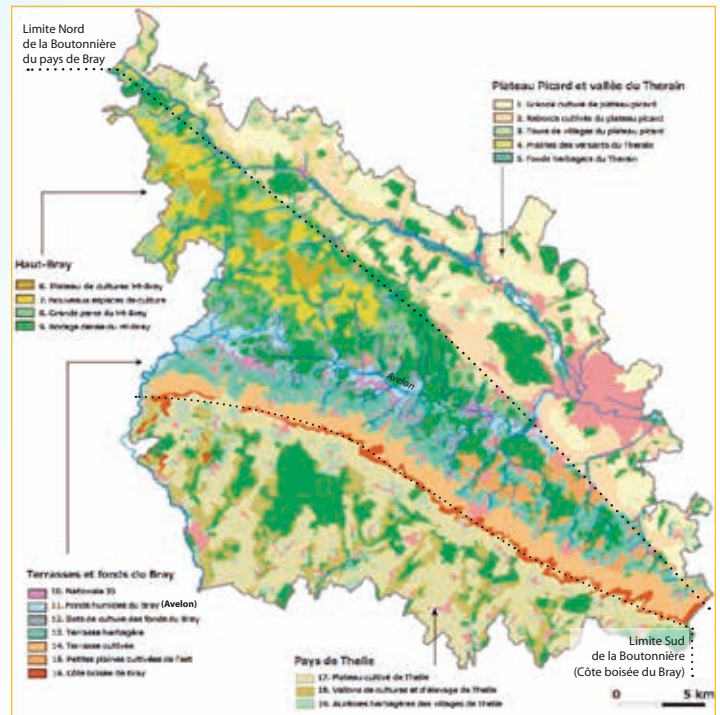 Limite Nord
de la Boutonnière
du pays de Bray
Plateau Picard et vallée du Therain
1. Grande culture de plateau picard
2. Rebords cultivés du plateau picard
3. Tours de villages du plateau picard
4. Prairies des versants du Therain
5. Fonds herbagers du Therain
Haut-Bray
6. Plateau de cultures Ht-Bray
7. Nouveaux espaces de culture
8. Grands parcs du Ht-Bray
9. Bocage dense du Ht-Bray
Avelon
Terrasses et fonds du Bray
10. Nationale 31
11. Fonds humides du Bray (Avelon)
12. Ilots de culture des fonds du Bray
13. Terrasse herbagère
14. Terrasse cultivée
15. Petites plaines cultivées de l'est
16. Côte boisée de Bray
Pays de Thelle
17. Plateau cultivé de Thelle
18. Vallons de cultures et d'élevage de Thelle
19. Auréoles herbagères des villages de Thelle
Limite Sud
de la Boutonnière
(Côte boisée du Bray)
0 5 km